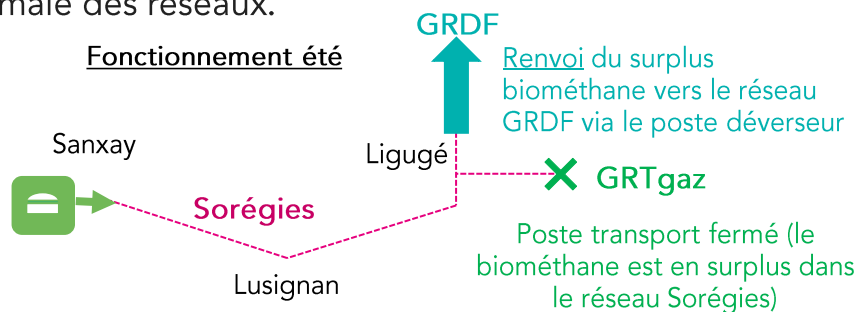 male des réseaux.
Fonctionnement été
GRDF
Renvoi du surplus
biométhane vers le réseau
GRDF via le poste déverseur
Sanxay
Ligugé
GRTgaz
Sorégies
Lusignan
Poste transport fermé (le
biométhane est en surplus dans
le réseau Sorégies)